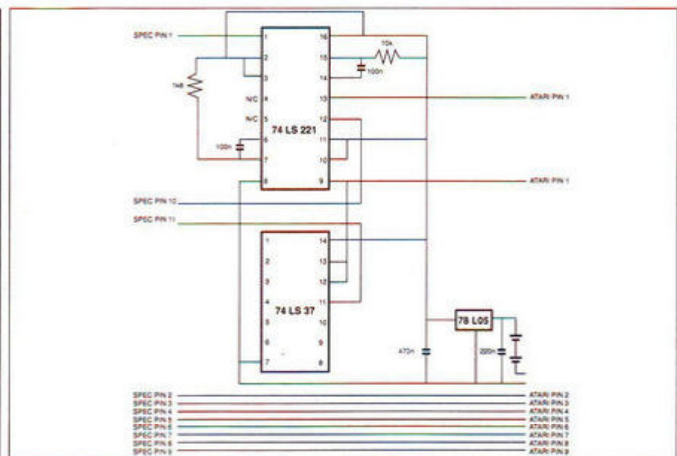 SPEC PIN 1
1
2
3
4
5
6
7
8
16
15
14
13
12
11
10
9
10k
100n
1k8
N/C
N/C
100n
74 LS 221
ATARI PIN 1
ATARI PIN 1
SPEC PIN 10
SPEC PIN 11
1
2
3
4
5
6
7
14
13
12
11
10
9
8
74 LS 37
78 L05
470n
220n
SPEC PIN 2 ATARI PIN 2
SPEC PIN 3 ATARI PIN 3
SPEC PIN 4 ATARI PIN 4
SPEC PIN 5 ATARI PIN 5
SPEC PIN 6 ATARI PIN 6
SPEC PIN 7 ATARI PIN 7
SPEC PIN 8 ATARI PIN 8
SPEC PIN 9 ATARI PIN 9